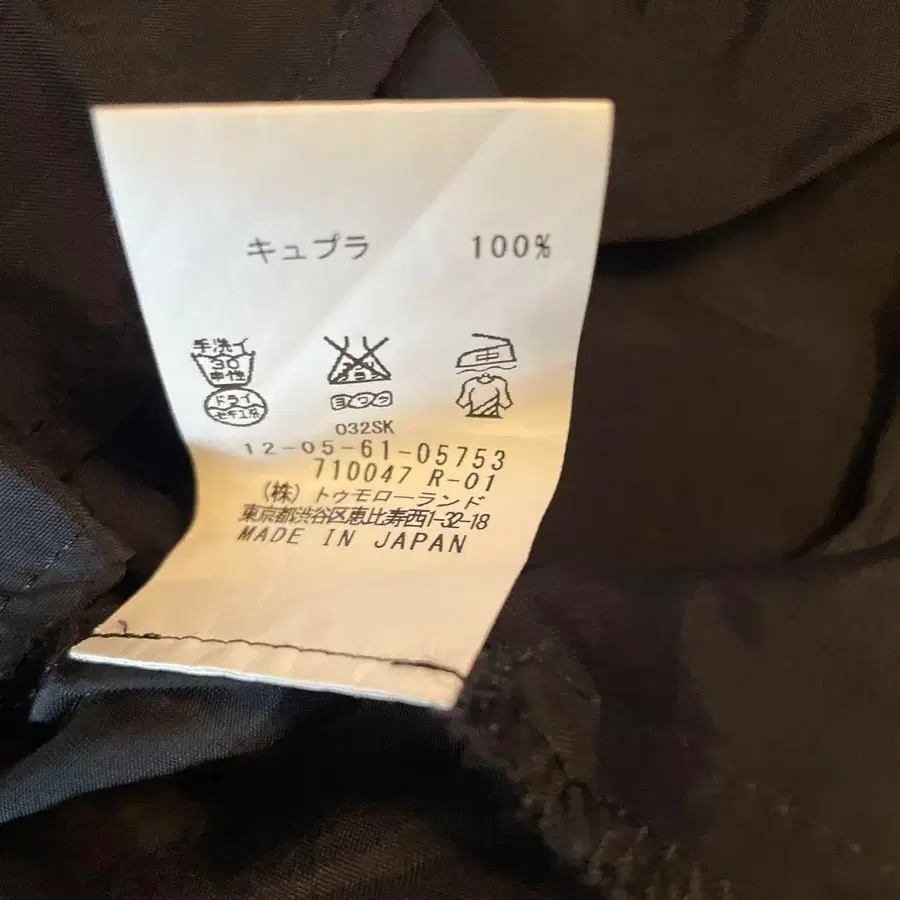 キュプラ 100%
手洗イ
30
中性
ドライ
セキユ系
ヨワク
032SK
12-05-61-05753
710047 R-01
(株) トゥモローランド
東京都渋谷区恵比寿西1-32-18
MADE IN JAPAN